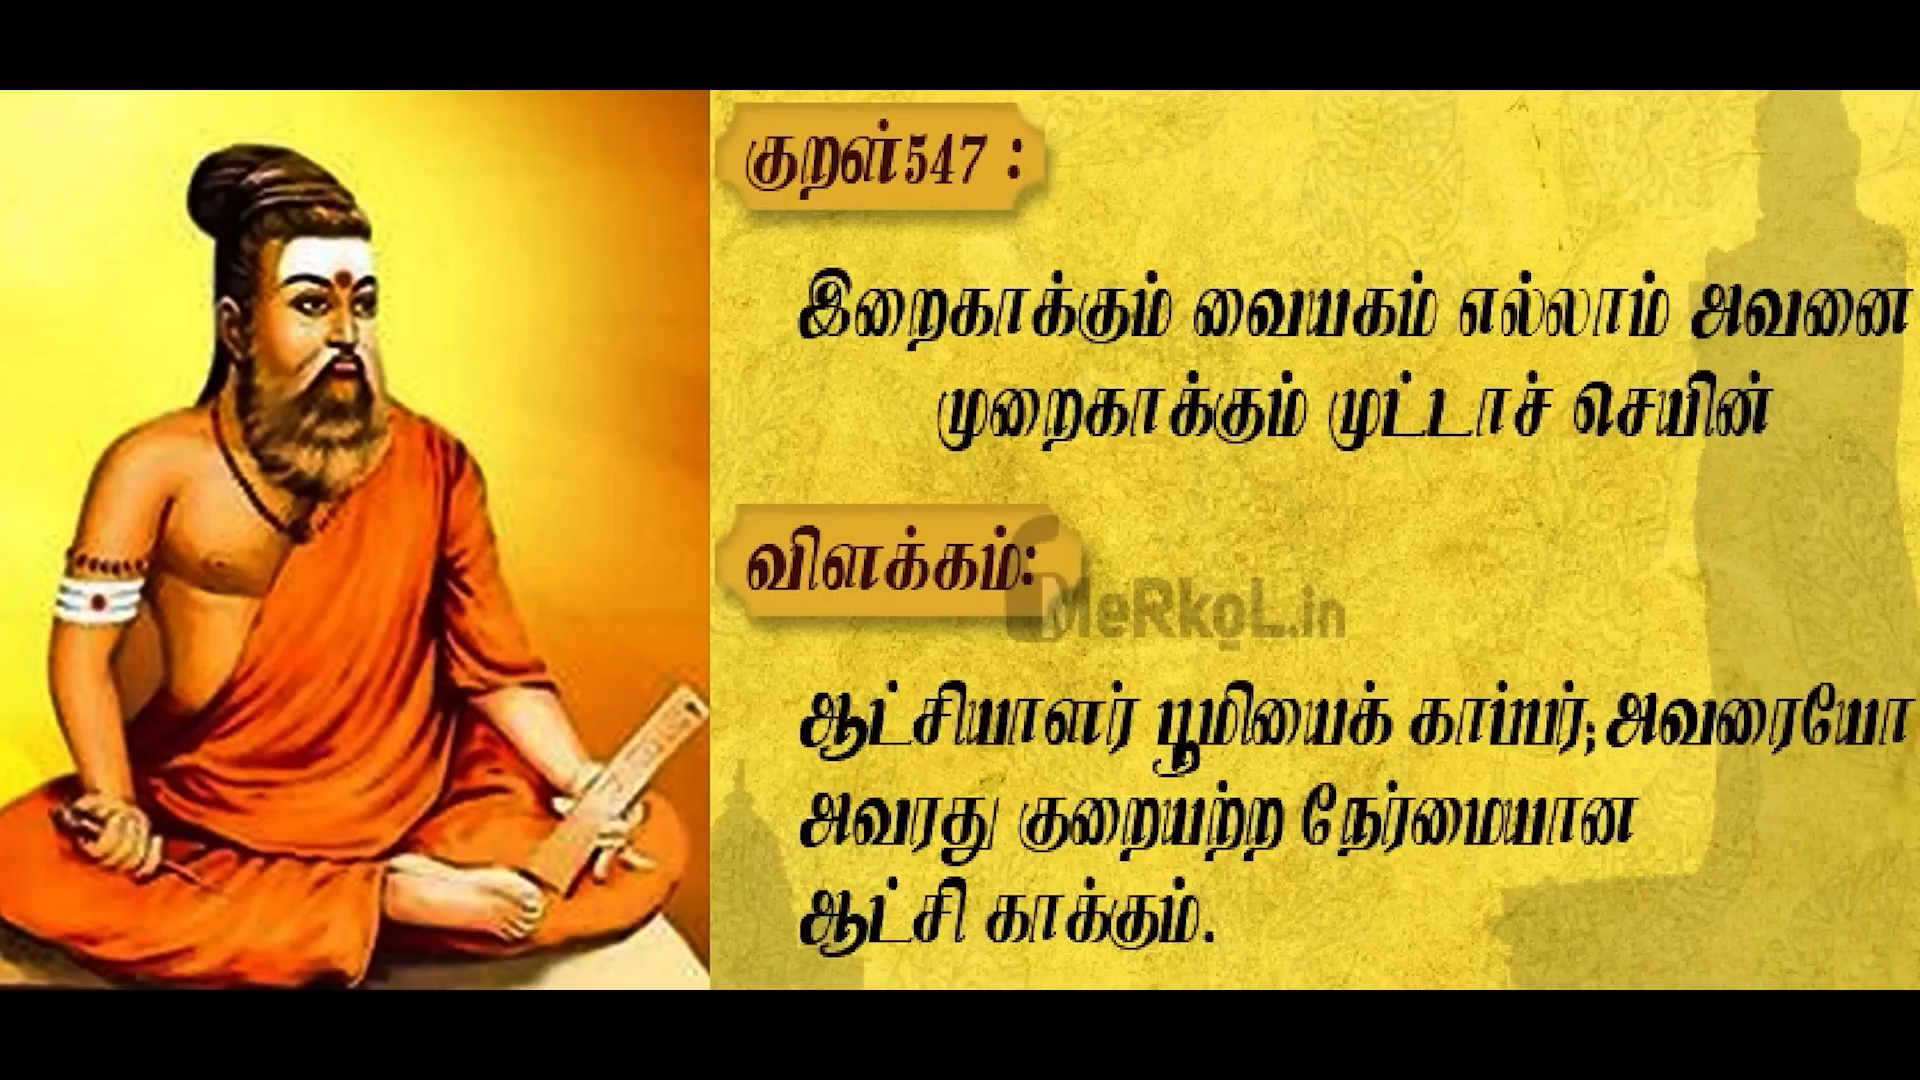 குறள்547 :
இறைகாக்கும் வையகம் எல்லாம் அவனை
முறைகாக்கும் முட்டாச் செயின்
விளக்கம்:
MeRkoL.in
ஆட்சியாளர் பூமியைக் காப்பர்; அவரையோ
அவரது குறையற்ற நேர்மையான
ஆட்சி காக்கும்.